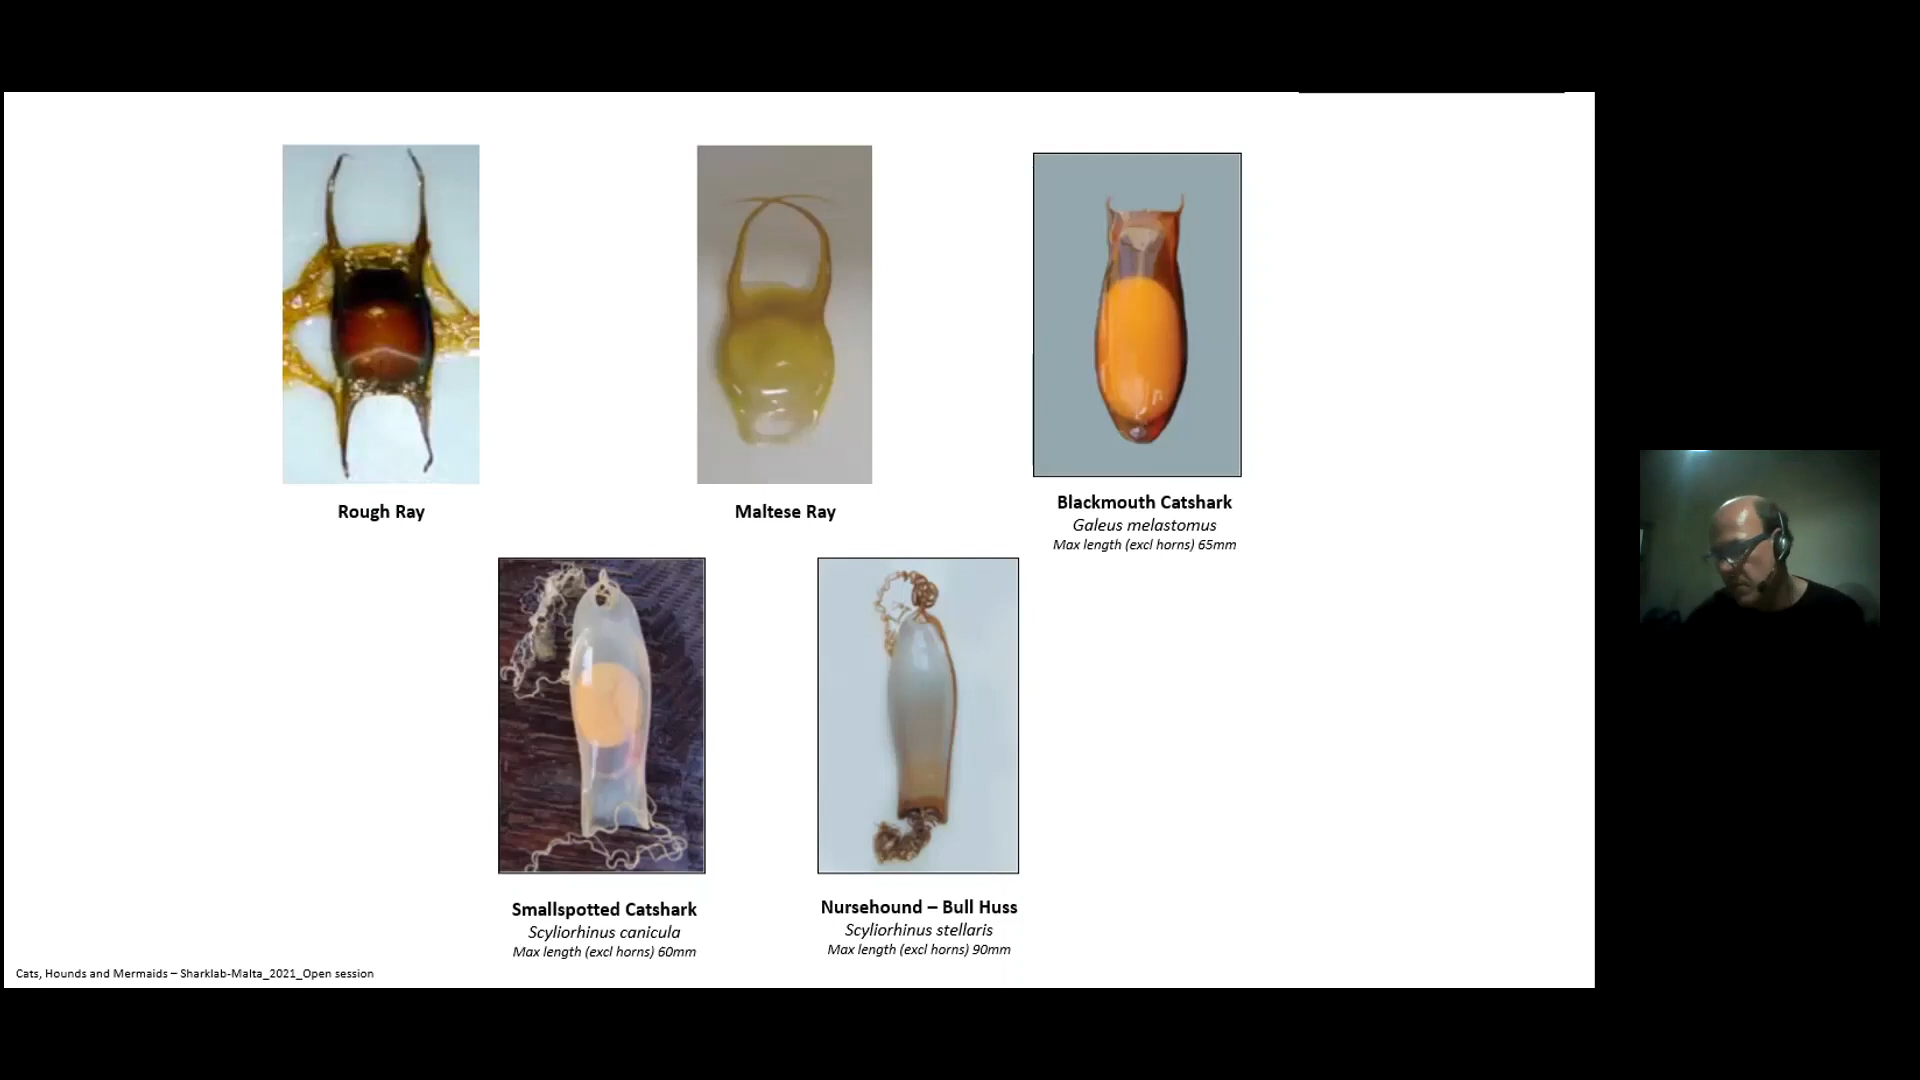 Rough Ray
Maltese Ray
Blackmouth Catshark
Galeus melastomus
Max length (excl horns) 65mm
Smallspotted Catshark
Scyliorhinus canicula
Max length (excl horns) 60mm
Nursehound – Bull Huss
Scyliorhinus stellaris
Max length (excl horns) 90mm
Cats, Hounds and Mermaids – Sharklab-Malta_2021_Open session